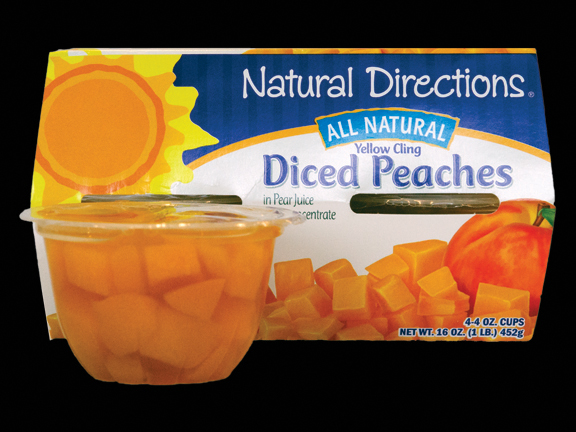 Natural Directions®
ALL NATURAL
Yellow Cling
Diced Peaches
in Pear Juice
4-4 OZ. CUPS
NET WT. 16 OZ. (1 LB.) 452g